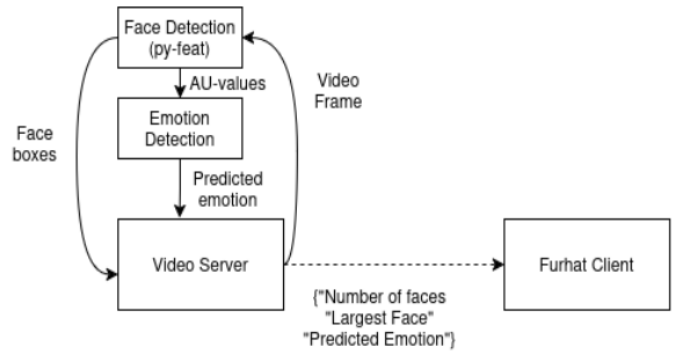 Face Detection
(py-feat)
AU-values
Video
Frame
Emotion
Detection
Face
boxes
Predicted
emotion
Video Server
Furhat Client
{"Number of faces
"Largest Face"
"Predicted Emotion"}